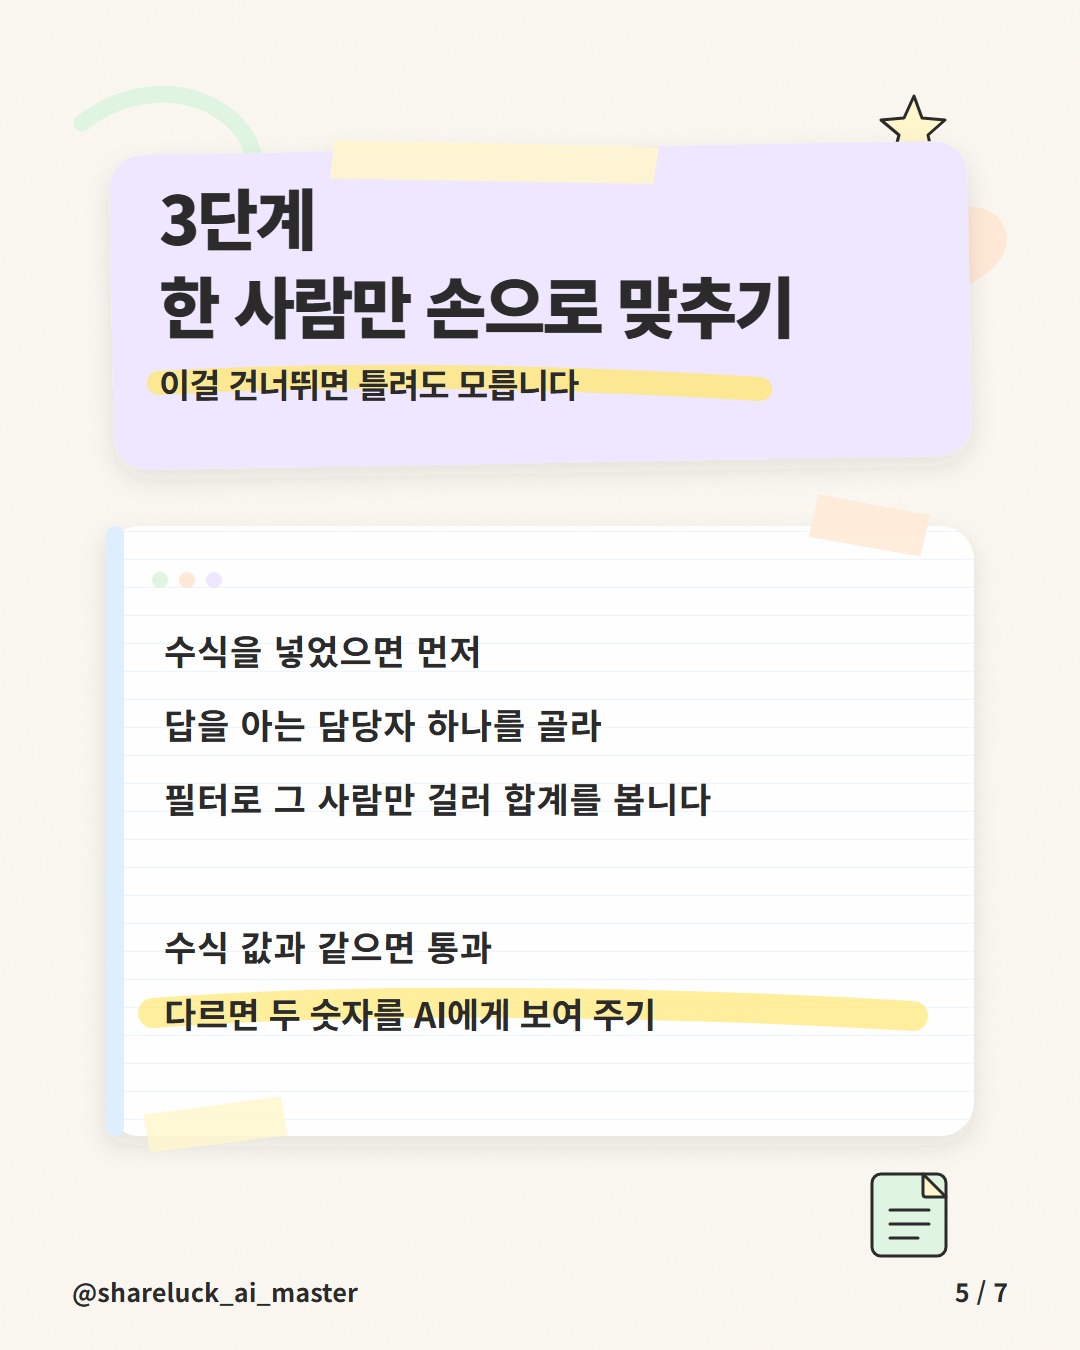 3단계
한 사람만 손으로 맞추기
이걸 건너뛰면 틀려도 모릅니다
수식을 넣었으면 먼저
답을 아는 담당자 하나를 골라
필터로 그 사람만 걸러 합계를 봅니다
수식 값과 같으면 통과
다르면 두 숫자를 AI에게 보여 주기
@shareluck_ai_master
5 / 7